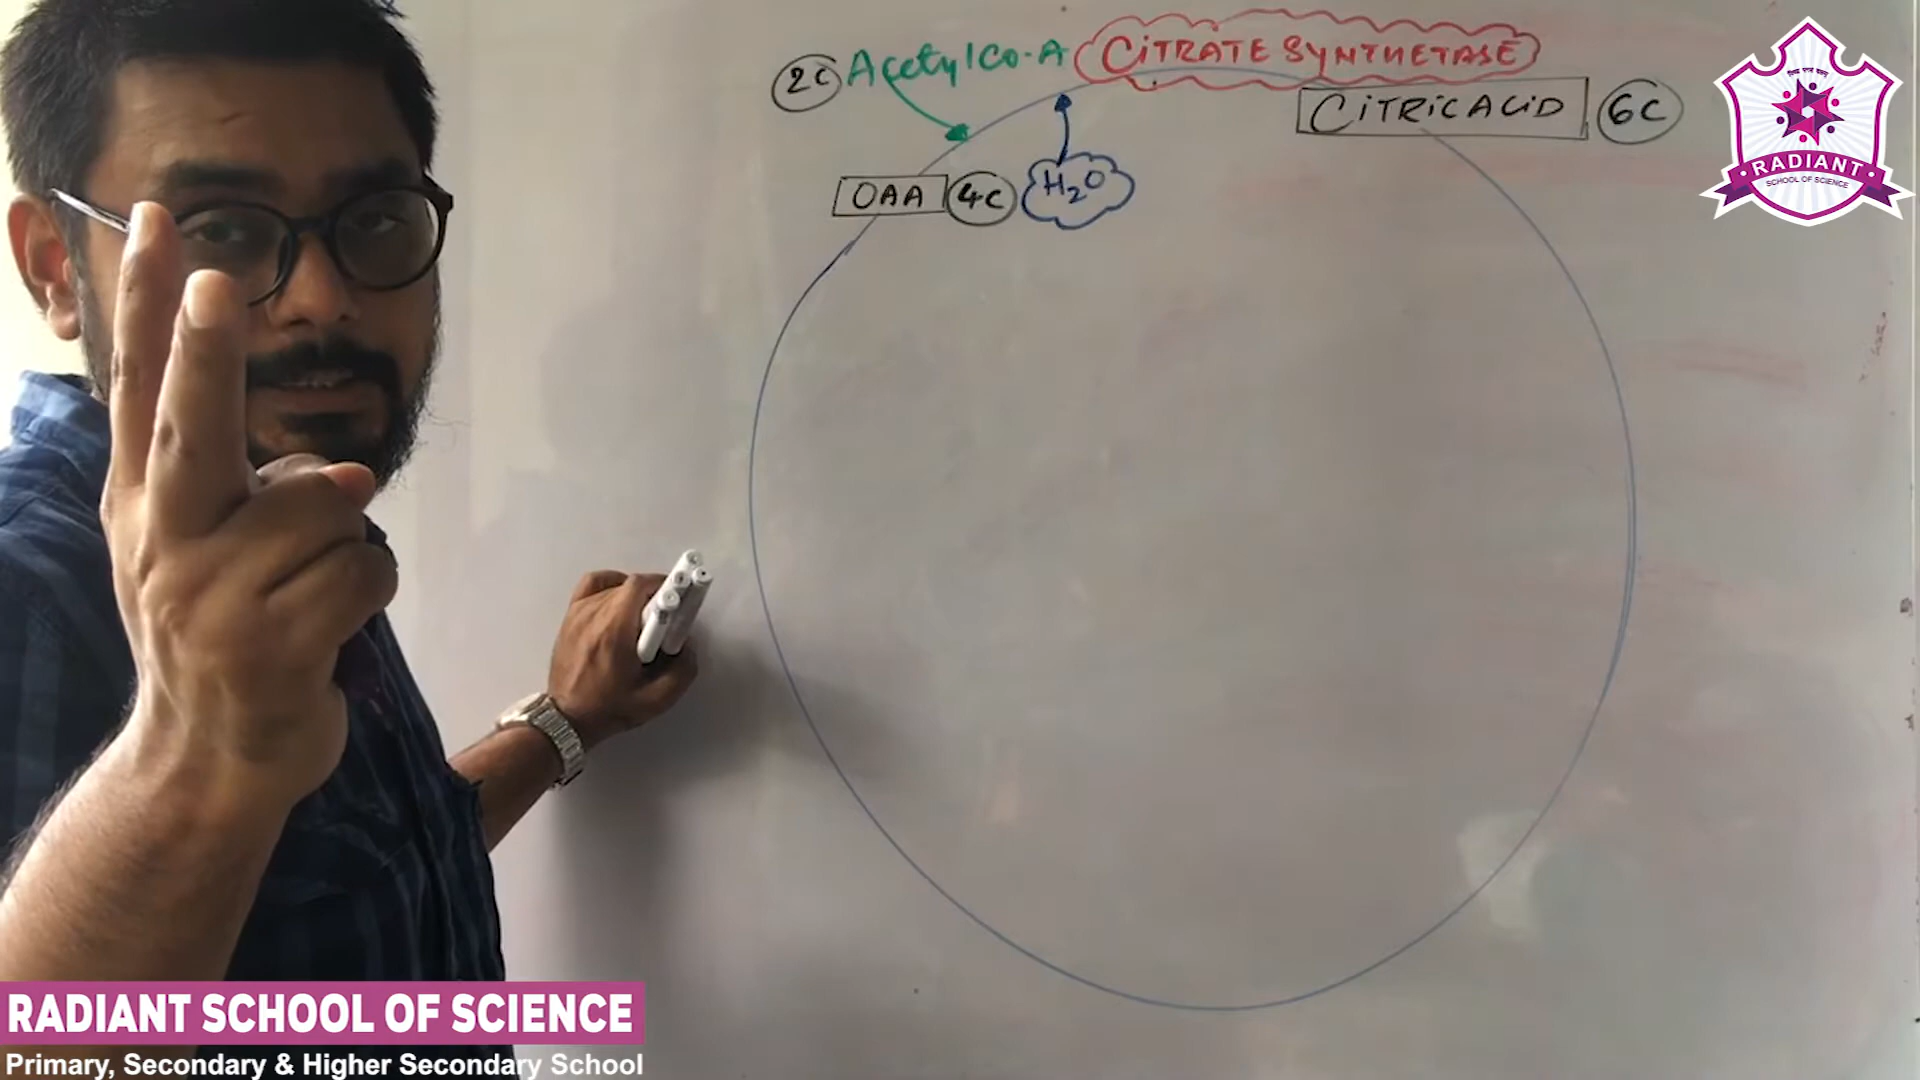 2C Acetyl Co-A CITRATE SYNTHETASE
CITRIC ACID 6C
OAA 4C H2O
RADIANT
SCHOOL OF SCIENCE
RADIANT SCHOOL OF SCIENCE
Primary, Secondary & Higher Secondary School